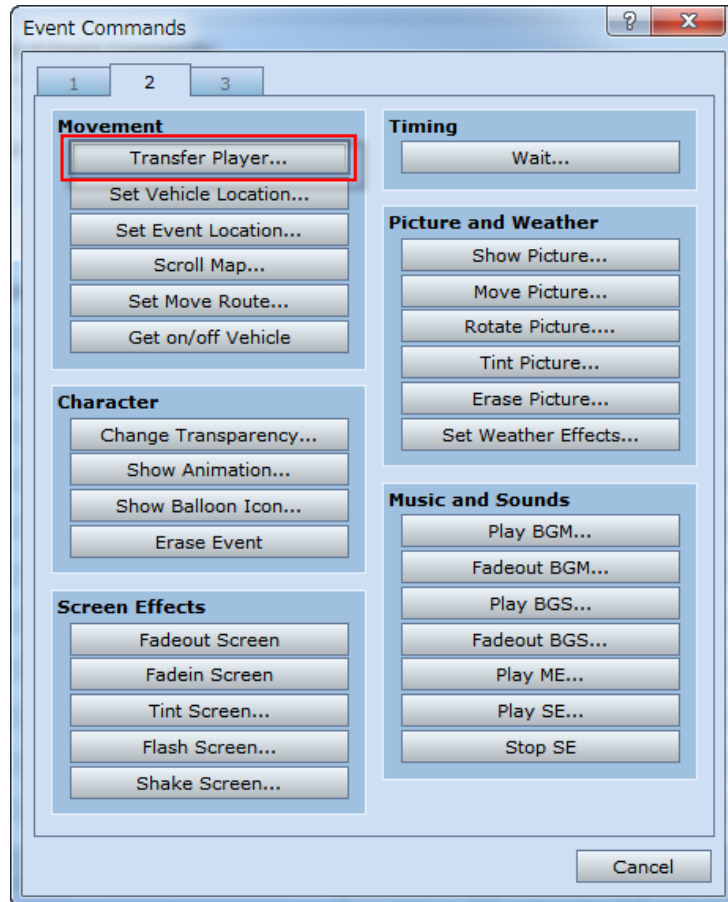 Event Commands
1 2 3
Movement
Transfer Player...
Set Vehicle Location...
Set Event Location...
Scroll Map...
Set Move Route...
Get on/off Vehicle
Character
Change Transparency...
Show Animation...
Show Balloon Icon...
Erase Event
Screen Effects
Fadeout Screen
Fadein Screen
Tint Screen...
Flash Screen...
Shake Screen...
Timing
Wait...
Picture and Weather
Show Picture...
Move Picture...
Rotate Picture....
Tint Picture...
Erase Picture...
Set Weather Effects...
Music and Sounds
Play BGM...
Fadeout BGM...
Play BGS...
Fadeout BGS...
Play ME...
Play SE...
Stop SE
Cancel